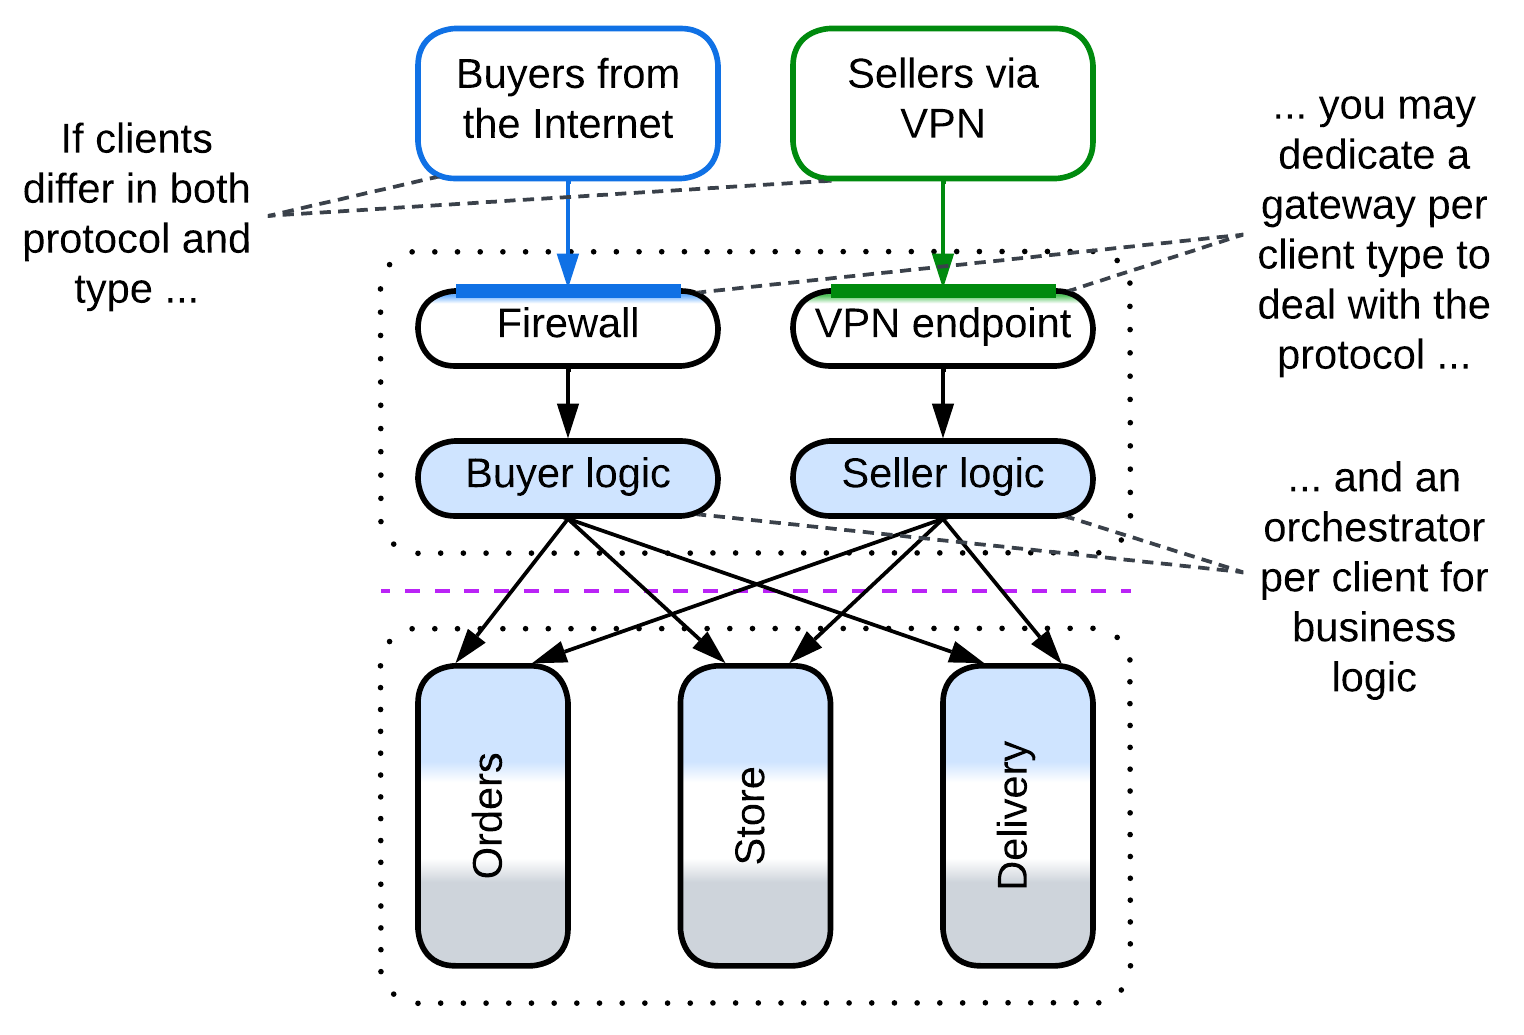 Buyers from
the Internet
Sellers via
VPN
If clients
differ in both
protocol and
type ...
... you may
dedicate a
gateway per
client type to
deal with the
protocol ...
Firewall
VPN endpoint
Buyer logic
Seller logic
... and an
orchestrator
per client for
business
logic
Orders
Store
Delivery